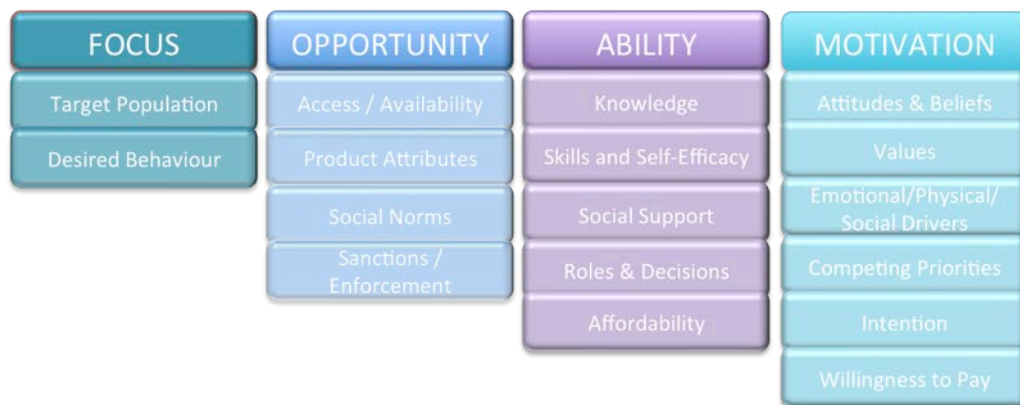 FOCUS
Target Population
Desired Behaviour
OPPORTUNITY
Access / Availability
Product Attributes
Social Norms
Sanctions /
Enforcement
ABILITY
Knowledge
Skills and Self-Efficacy
Social Support
Roles & Decisions
Affordability
MOTIVATION
Attitudes & Beliefs
Values
Emotional/Physical/
Social Drivers
Competing Priorities
Intention
Willingness to Pay